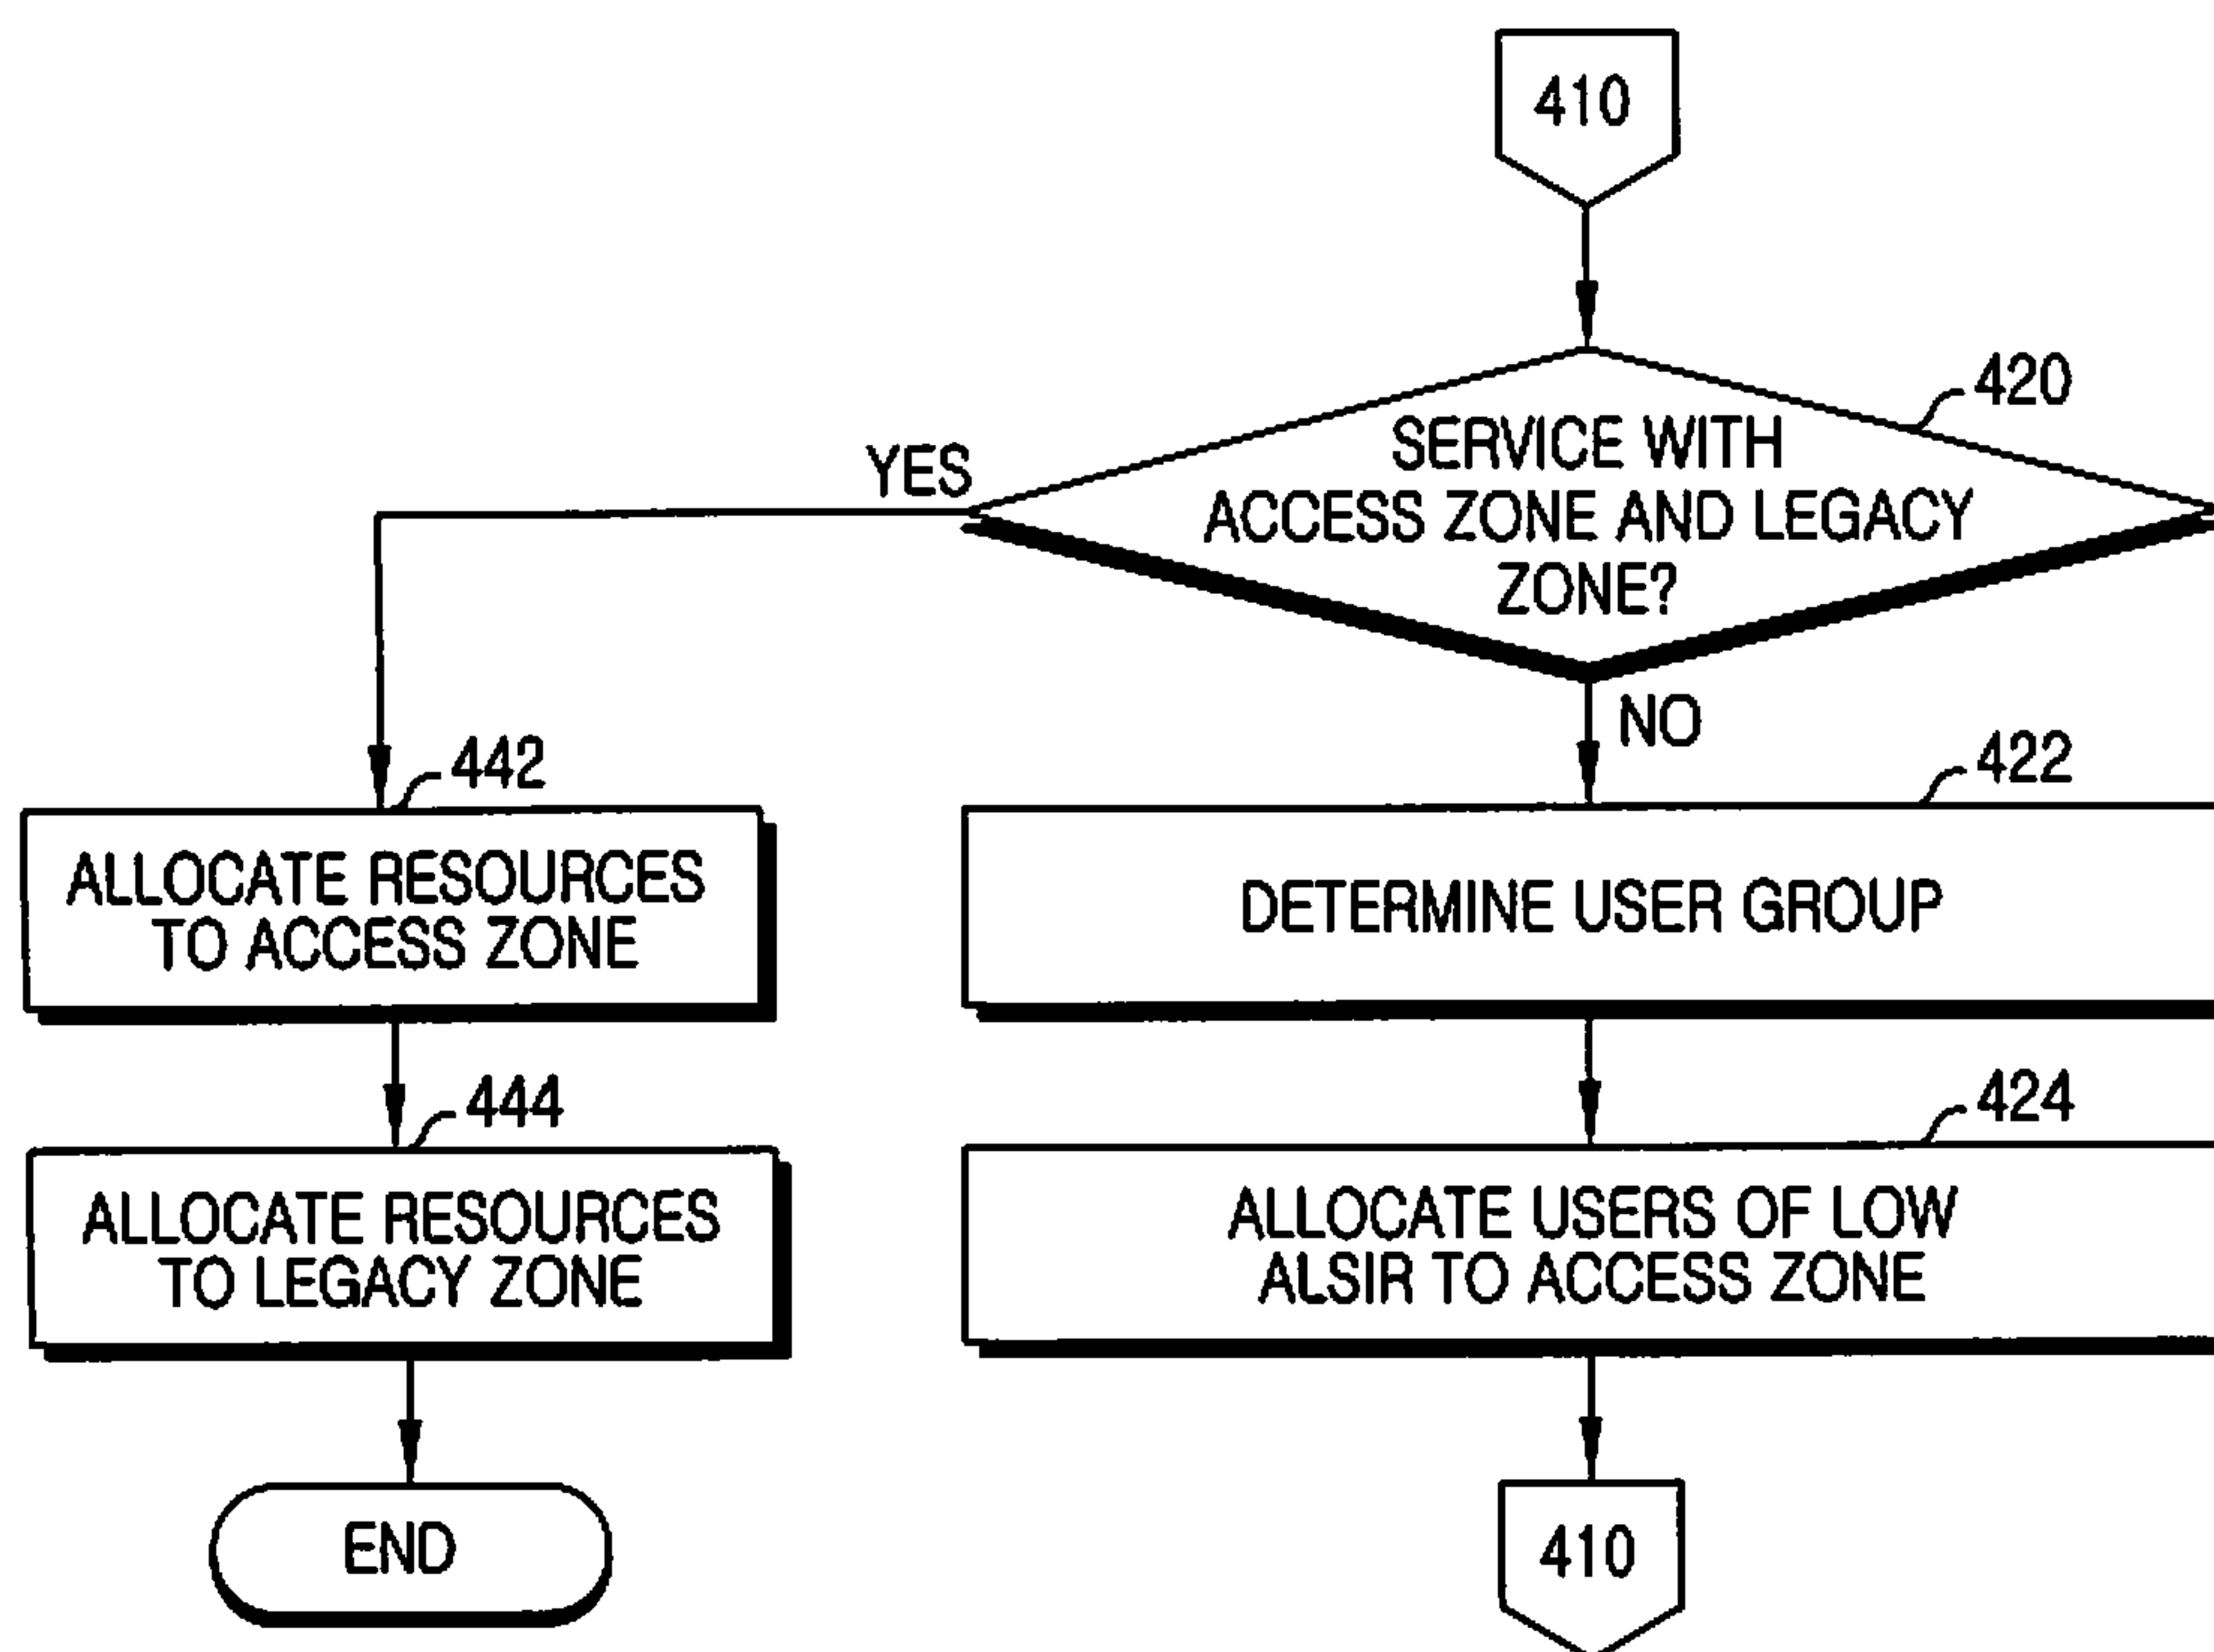 410
420
SERVICE WITH
ACCESS ZONE AND LEGACY
ZONE?
YES
NO
442
ALLOCATE RESOURCES
TO ACCESS ZONE
422
DETERMINE USER GROUP
444
ALLOCATE RESOURCES
TO LEGACY ZONE
424
ALLOCATE USERS OF LOW
ALSIR TO ACCESS ZONE
END
410